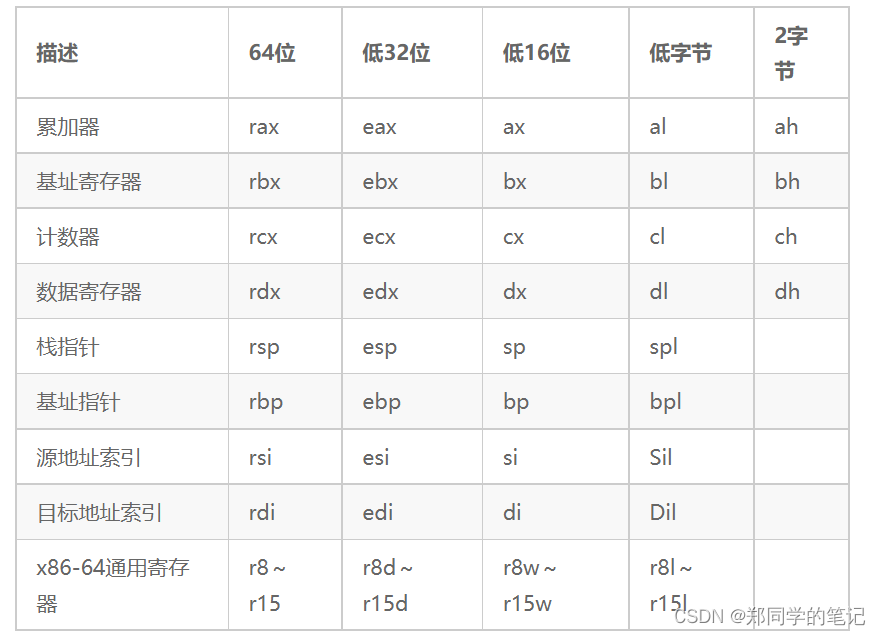 描述 64位 低32位 低16位 低字节 2字
节
累加器 rax eax ax al ah
基址寄存器 rbx ebx bx bl bh
计数器 rcx ecx cx cl ch
数据寄存器 rdx edx dx dl dh
栈指针 rsp esp sp spl
基址指针 rbp ebp bp bpl
源地址索引 rsi esi si Sil
目标地址索引 rdi edi di Dil
x86-64通用寄存 r8~ r8d~ r8w~ r8l~
器 r15 r15d r15w r15l
CSDN @郑同学的笔记